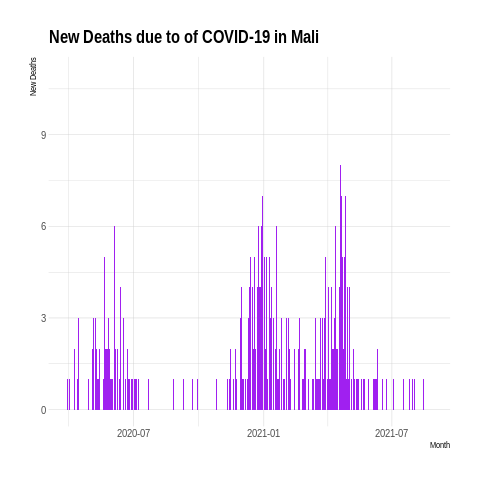 New Deaths due to of COVID-19 in Mali
New Deaths
9
6
3
0
2020-07 2021-01 2021-07
Month